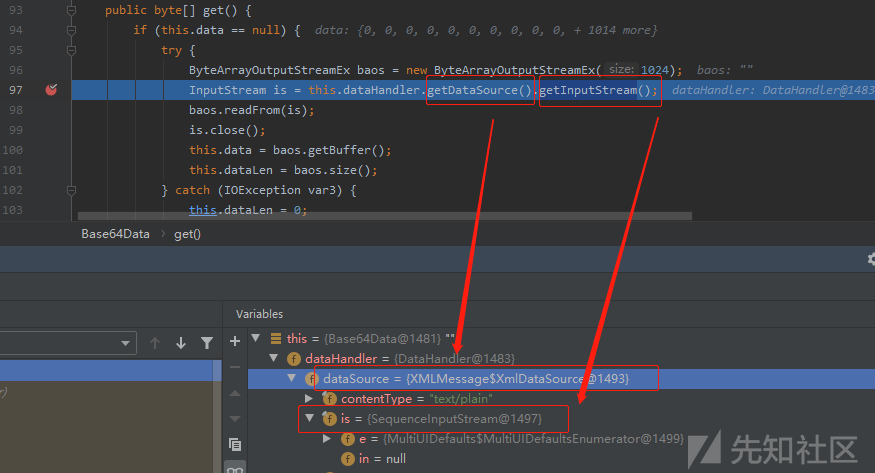 93 public byte[] get() {
94 if (this.data == null) { data: {0, 0, 0, 0, 0, 0, 0, 0, 0, 0, + 1014 more}
95 try {
96 ByteArrayOutputStreamEx baos = new ByteArrayOutputStreamEx( size: 1024); baos: ""
97 InputStream is = this.dataHandler.getDataSource().getInputStream(); dataHandler: DataHandler@1483
98 baos.readFrom(is);
99 is.close();
100 this.data = baos.getBuffer();
101 this.dataLen = baos.size();
102 } catch (IOException var3) {
103 this.dataLen = 0;
Base64Data › get()
Variables
this = {Base64Data@1481} ""
dataHandler = {DataHandler@1483}
dataSource = {XMLMessage$XmlDataSource@1493}
contentType = "text/plain"
is = {SequenceInputStream@1497}
e = {MultiUIDefaults$MultiUIDefaultsEnumerator@1499}
in = null
先知社区